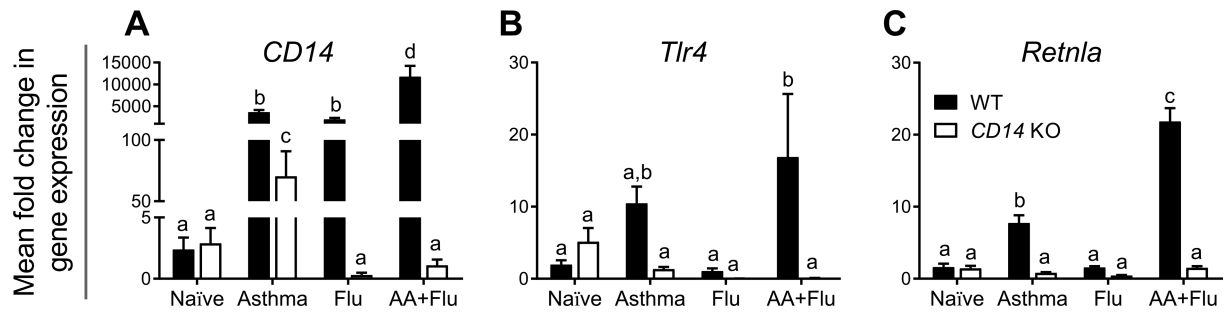 Mean fold change in
gene expression
A
CD14
15000
10000
5000
100
50
5
0
a
a
b
c
b
a
d
a
Naïve
Asthma
Flu
AA+Flu
B
Tlr4
30
20
10
0
a
a
a,b
a
a
a
b
a
Naïve
Asthma
Flu
AA+Flu
C
Retnla
30
20
10
0
WT
CD14 KO
a
a
b
a
a
a
c
a
Naïve
Asthma
Flu
AA+Flu